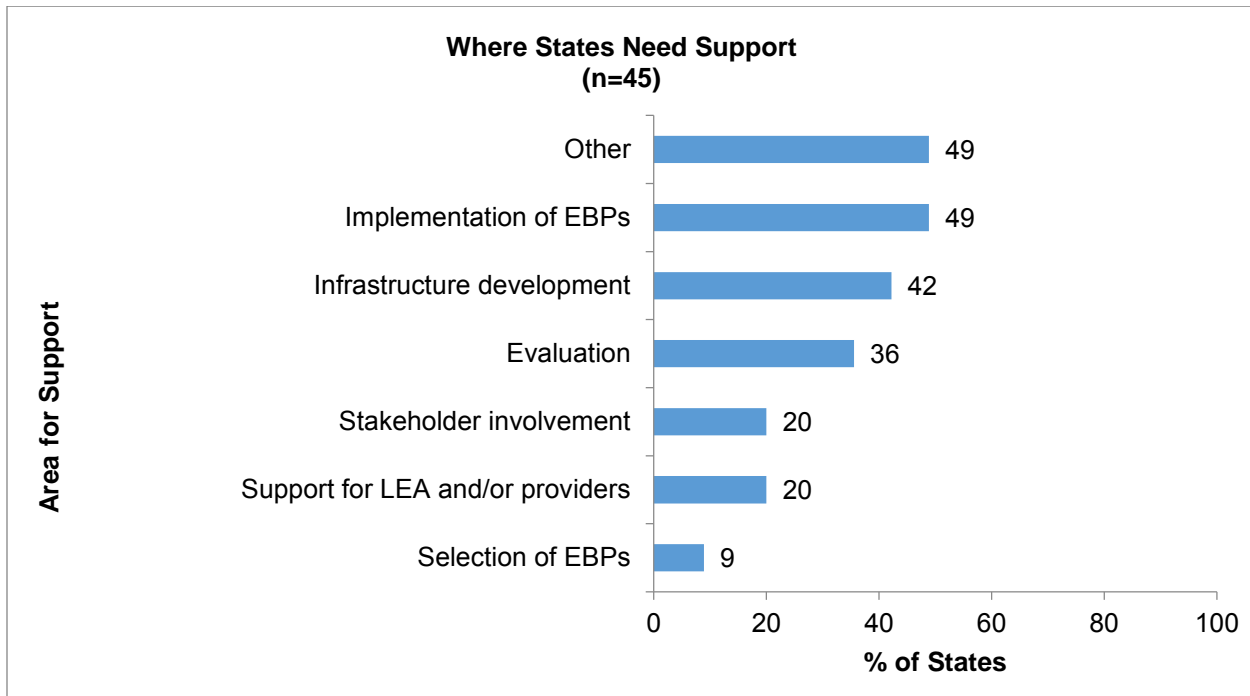 Where States Need Support
(n=45)
Other 49
Implementation of EBPs 49
Infrastructure development 42
Evaluation 36
Stakeholder involvement 20
Support for LEA and/or providers 20
Selection of EBPs 9
Area for Support
0 20 40 60 80 100
% of States